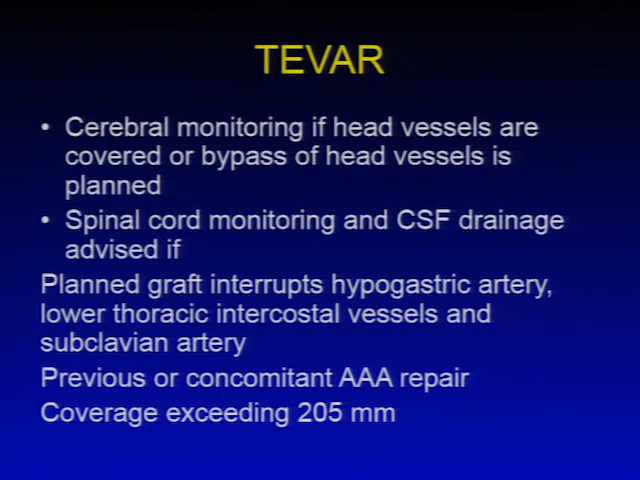 TEVAR
• Cerebral monitoring if head vessels are
covered or bypass of head vessels is
planned
• Spinal cord monitoring and CSF drainage
advised if
Planned graft interrupts hypogastric artery,
lower thoracic intercostal vessels and
subclavian artery
Previous or concomitant AAA repair
Coverage exceeding 205 mm